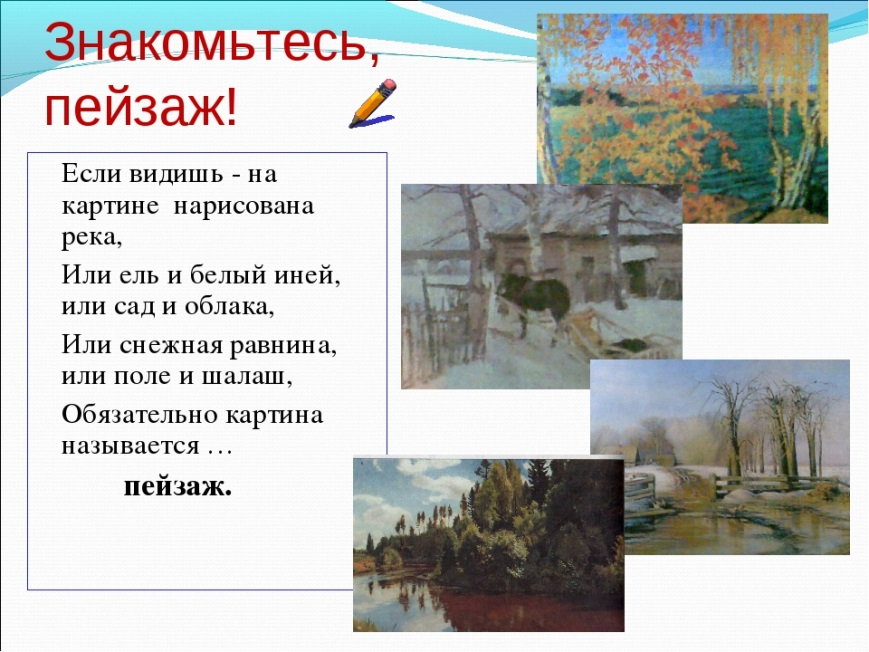 Знакомьтесь,
пейзаж!
Если видишь - на
картине нарисована
река,
Или ель и белый иней,
или сад и облака,
Или снежная равнина,
или поле и шалаш,
Обязательно картина
называется …
пейзаж.